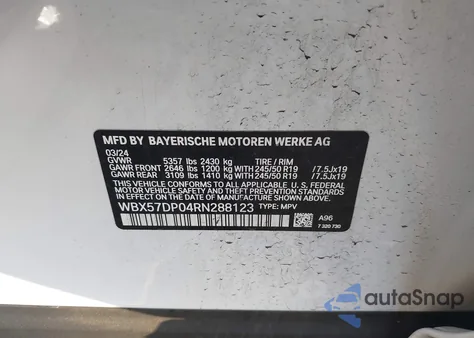 MFD BY BAYERISCHE MOTOREN WERKE AG
03/24
GVWR 5357 lbs 2430 kg TIRE / RIM
GAWR FRONT 2646 lbs 1200 KG WITH 245/50 R19 /7.5Jx19
GAWR REAR 3109 lbs 1410 KG WITH 245/50 R19 /7.5Jx19
THIS VEHICLE CONFORMS TO ALL APPLICABLE U.S. FEDERAL
MOTOR VEHICLE SAFETY, BUMPER, AND THEFT PREVENTION
STANDARDS IN EFFECT ON THE DATE OF MANUFACTURE SHOWN ABOVE.
WBX57DP04RN288123 TYPE: MPV A96
7 320 730
autoSnap